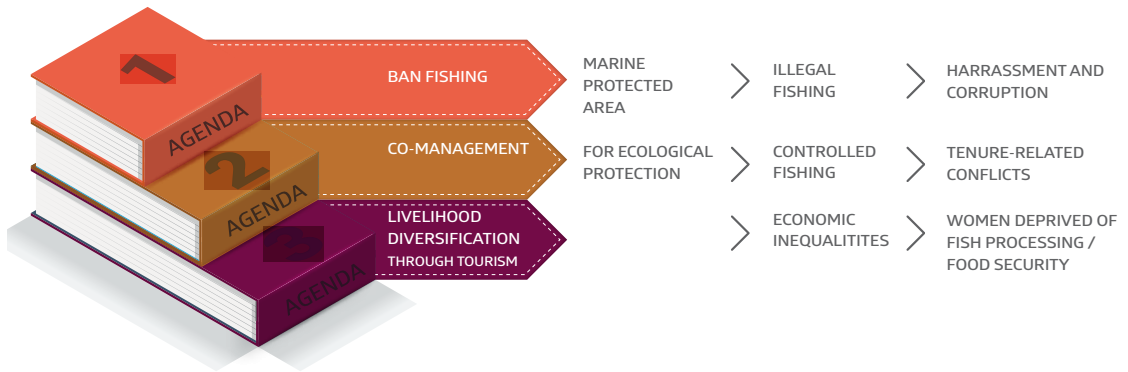 1
AGENDA
BAN FISHING
MARINE
PROTECTED
AREA
ILLEGAL
FISHING
HARRASSMENT AND
CORRUPTION
2
AGENDA
CO-MANAGEMENT
FOR ECOLOGICAL
PROTECTION
CONTROLLED
FISHING
TENURE-RELATED
CONFLICTS
3
AGENDA
LIVELIHOOD
DIVERSIFICATION
THROUGH TOURISM
ECONOMIC
INEQUALITITES
WOMEN DEPRIVED OF
FISH PROCESSING /
FOOD SECURITY